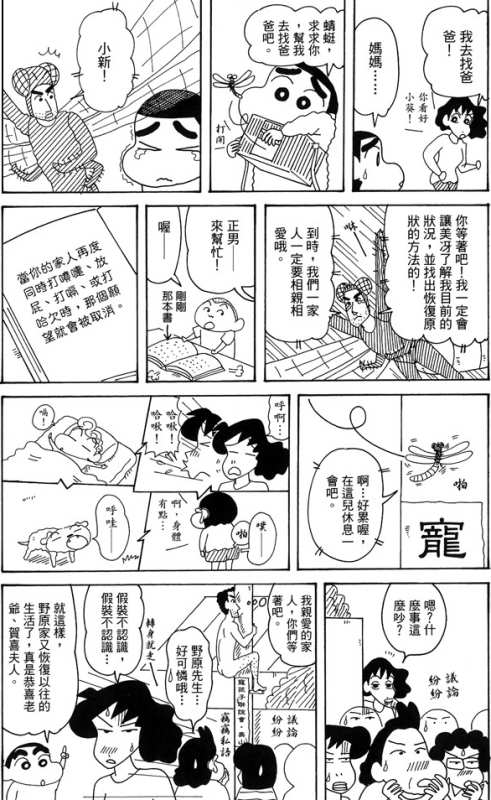 我去找爸
爸！
你看好
小葵！
媽媽……
蜻蜓，
求求你
，幫我
去找爸
爸吧。
打開
小新！
你等著吧！我一定會
讓美冴了解我目前的
狀況，並找出恢復原
狀的方法的！
到時，我們一家
人一定要相親相
愛哦。
正男
來幫忙！
喔——
剛剛
那本書
當你的家人再度
同時打噴嚏、放
屁、打嗝、或打
哈欠時，那個願
望就會被取消。
啪
寵
啊…好累喔，
在這兒休息一
會吧。
呼啊…
哈啾！
哈啾！
嗝！
噗——
啪
啊，身體
有點…
呼哇——
嗯？什
麼事這
麼吵？
議論
紛紛
議論
紛紛
我親愛的家
人，你們等
著吧。
竊竊私語
野原先生…
好可憐哦…
轉身就走
假裝不認識，
假裝不認識…
就這樣，
野原家又恢復以往的
生活了，真是恭喜老
爺、賀喜夫人。